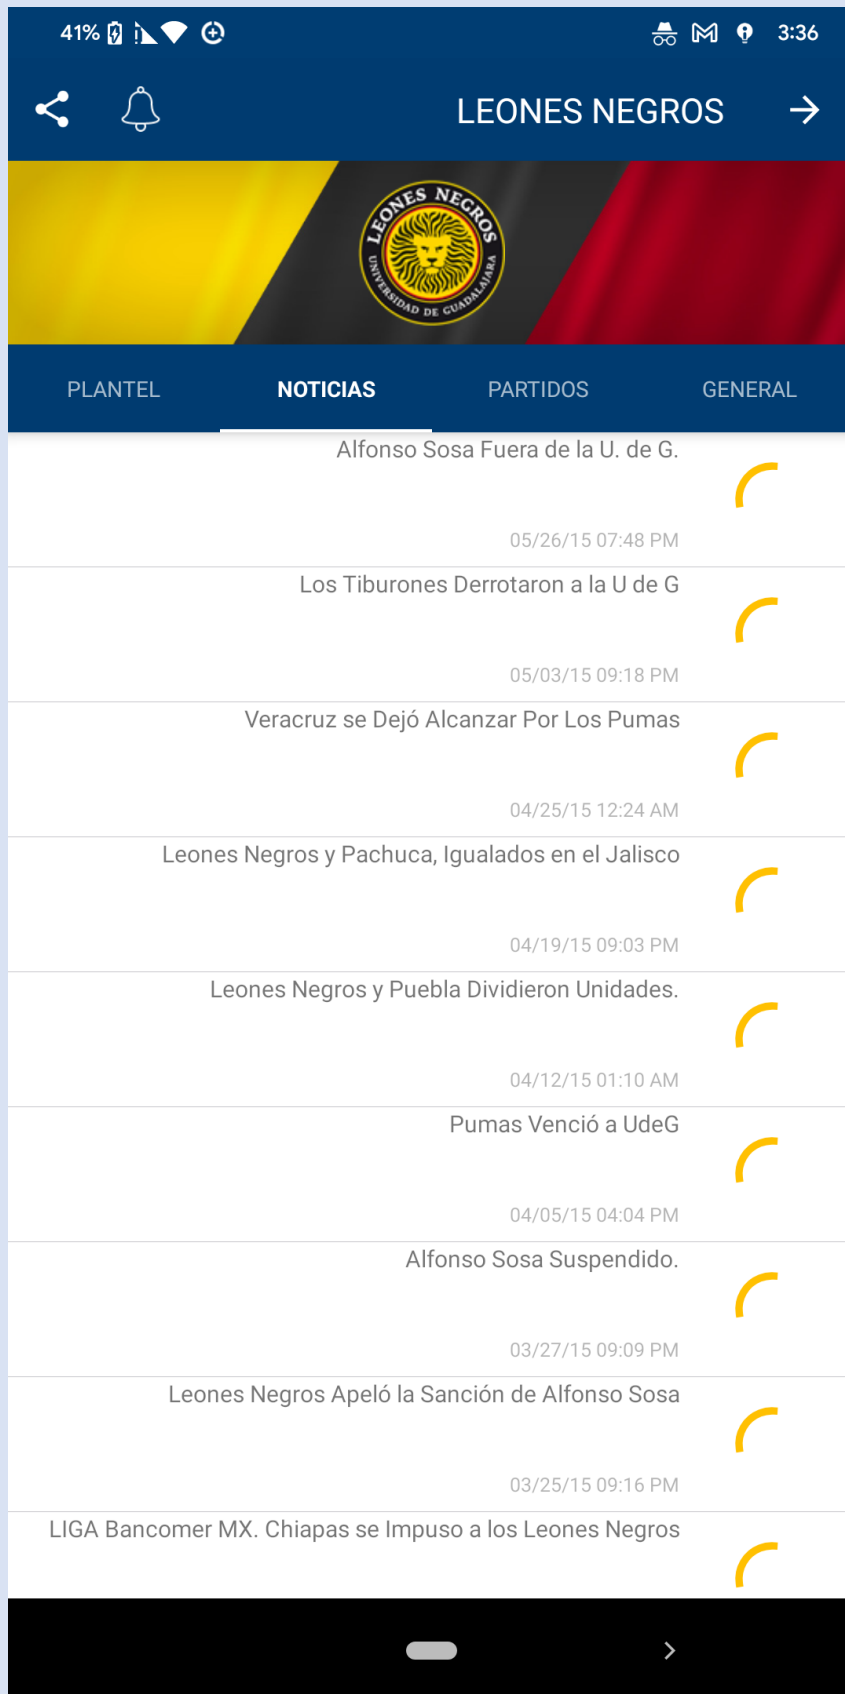 41%
3:36
LEONES NEGROS
LEONES NEGROS
UNIVERSIDAD DE GUADALAJARA
PLANTEL
NOTICIAS
PARTIDOS
GENERAL
Alfonso Sosa Fuera de la U. de G.
05/26/15 07:48 PM
Los Tiburones Derrotaron a la U de G
05/03/15 09:18 PM
Veracruz se Dejó Alcanzar Por Los Pumas
04/25/15 12:24 AM
Leones Negros y Pachuca, Igualados en el Jalisco
04/19/15 09:03 PM
Leones Negros y Puebla Dividieron Unidades.
04/12/15 01:10 AM
Pumas Venció a UdeG
04/05/15 04:04 PM
Alfonso Sosa Suspendido.
03/27/15 09:09 PM
Leones Negros Apeló la Sanción de Alfonso Sosa
03/25/15 09:16 PM
LIGA Bancomer MX. Chiapas se Impuso a los Leones Negros